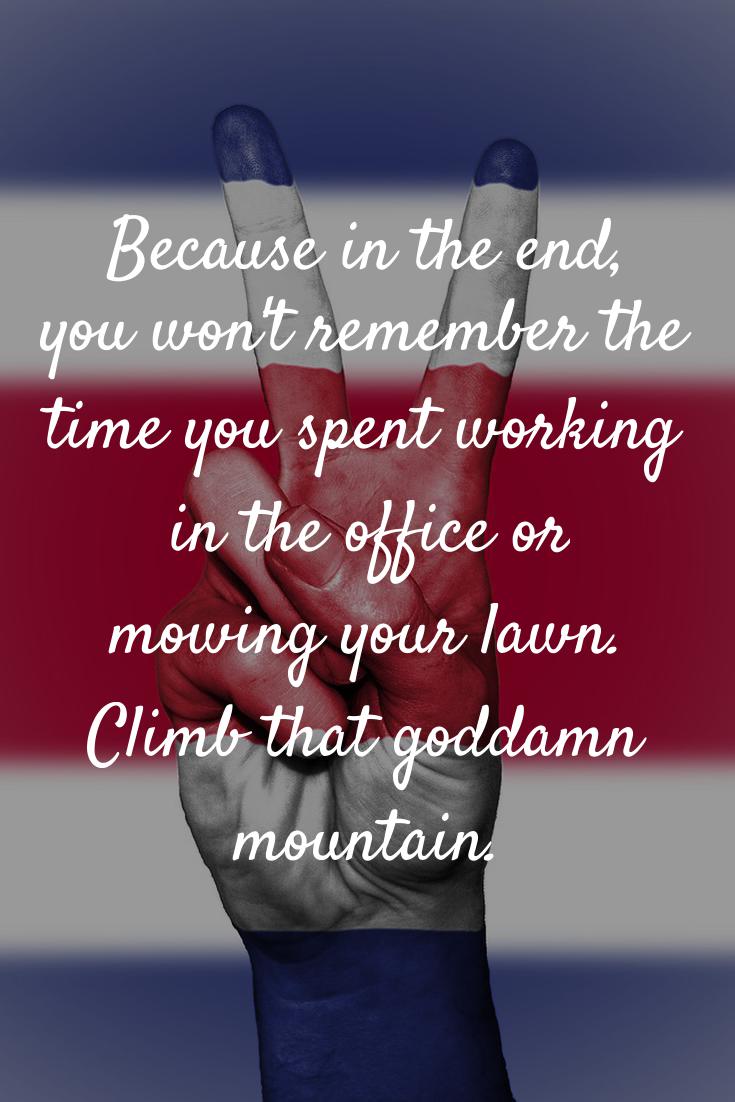 Because in the end,
you won't remember the
time you spent working
in the office or
mowing your lawn.
Climb that goddamn
mountain.